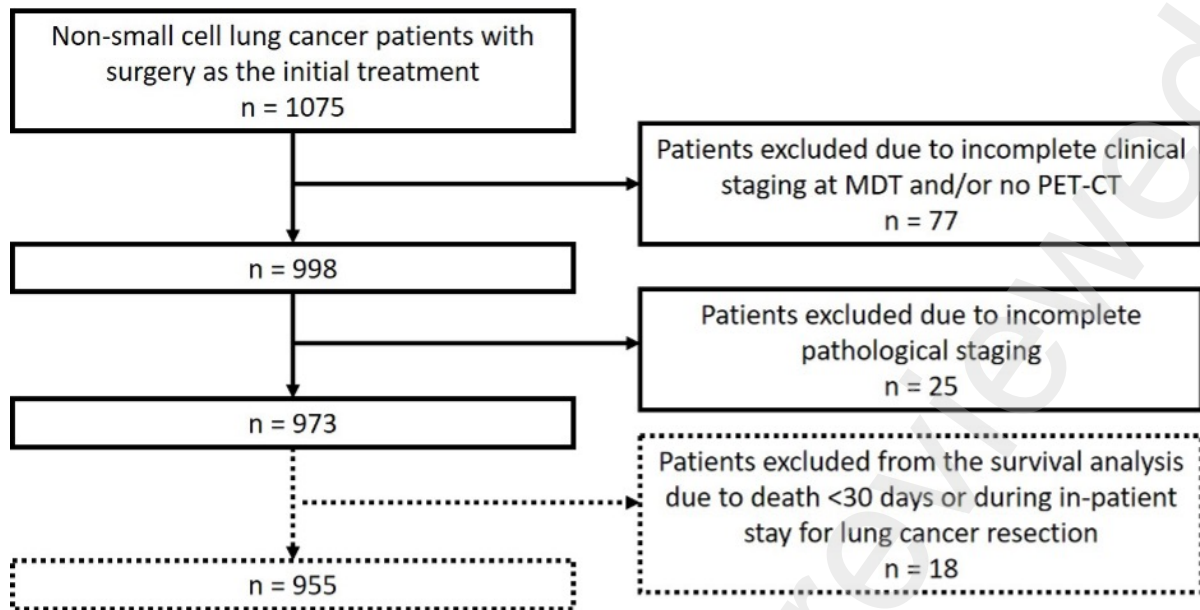 Non-small cell lung cancer patients with
surgery as the initial treatment
n = 1075
Patients excluded due to incomplete clinical
staging at MDT and/or no PET-CT
n = 77
n = 998
Patients excluded due to incomplete
pathological staging
n = 25
n = 973
Patients excluded from the survival analysis
due to death <30 days or during in-patient
stay for lung cancer resection
n = 18
n = 955
reviewed